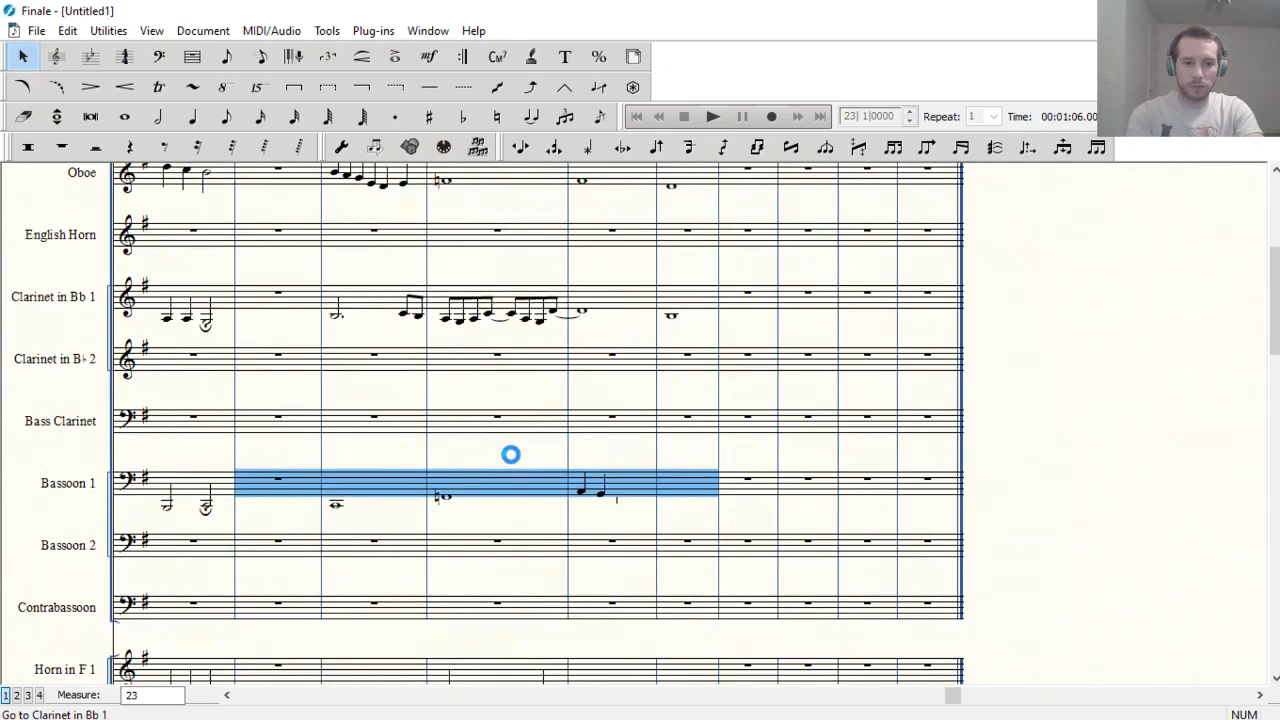 Finale - [Untitled1]
File Edit Utilities View Document MIDI/Audio Tools Plug-ins Window Help
23| 1|0000 Repeat: 1 Time: 00:01:06.00
Oboe
English Horn
Clarinet in Bb 1
Clarinet in B♭ 2
Bass Clarinet
Bassoon 1
Bassoon 2
Contrabassoon
Horn in F 1
1 2 3 4 Measure: 23
Go to Clarinet in Bb 1 NUM